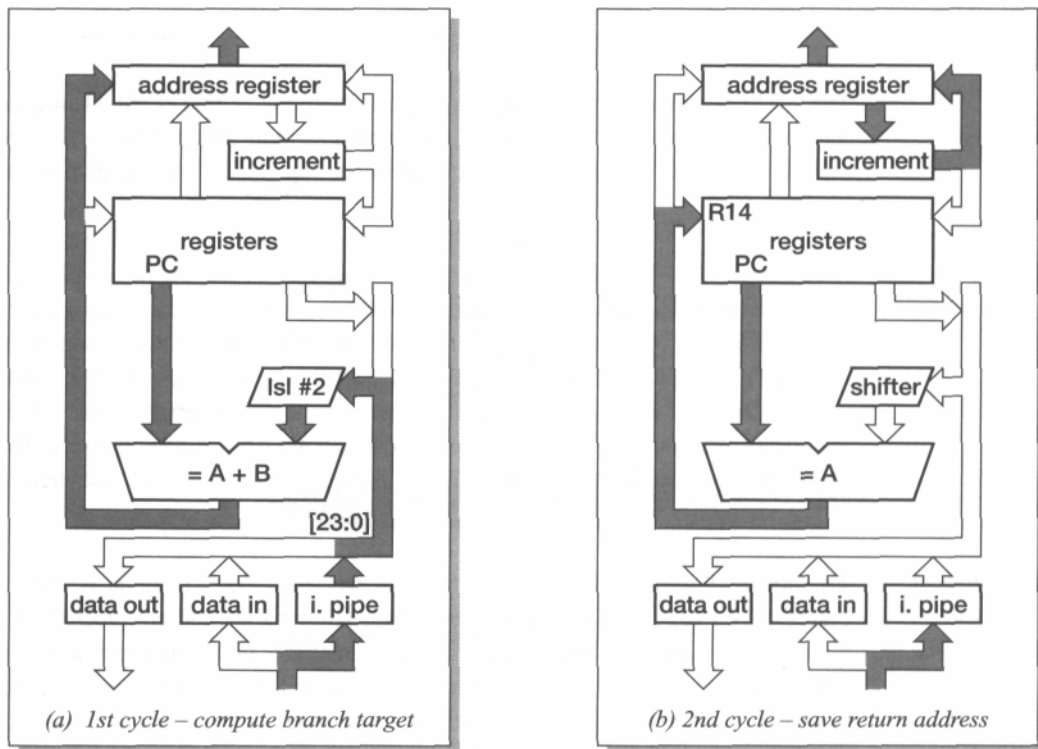 address register
increment
registers
PC
lsl #2
= A + B
[23:0]
data out
data in
i. pipe
(a) 1st cycle – compute branch target
address register
increment
R14
registers
PC
shifter
= A
data out
data in
i. pipe
(b) 2nd cycle – save return address